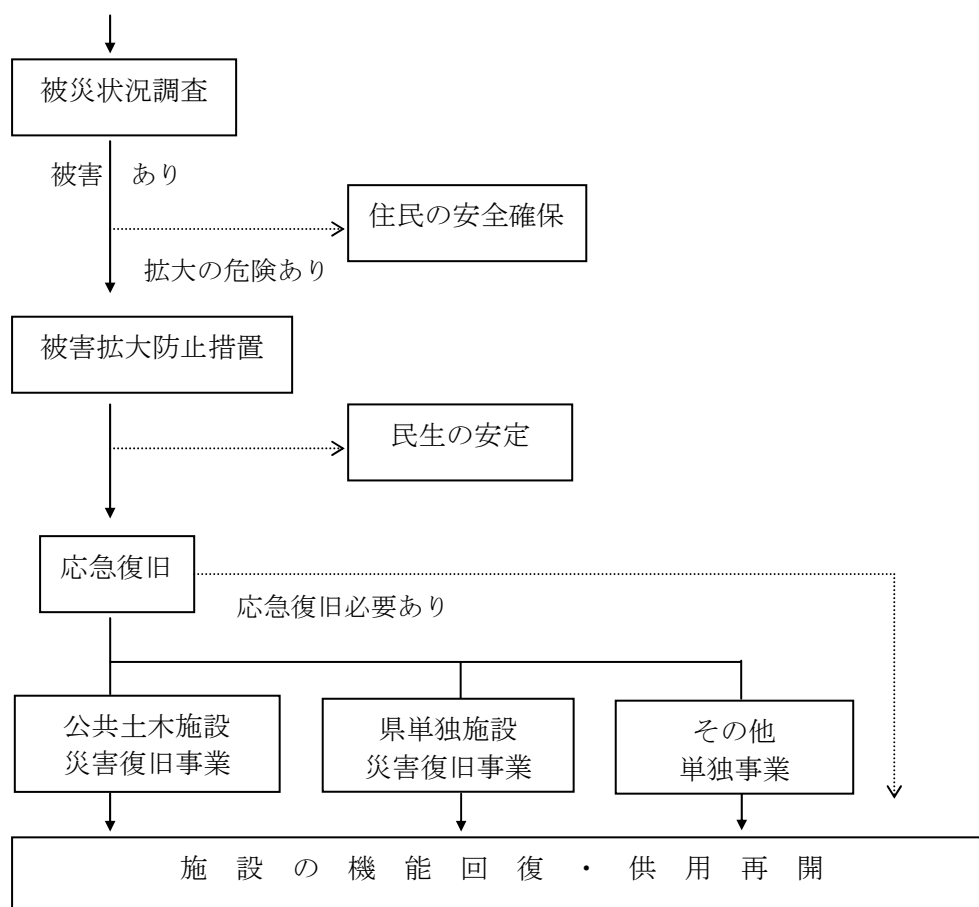 被災状況調査
被害 あり
住民の安全確保
拡大の危険あり
被害拡大防止措置
民生の安定
応急復旧
応急復旧必要あり
公共土木施設
災害復旧事業
県単独施設
災害復旧事業
その他
単独事業
施設の機能回復・供用再開